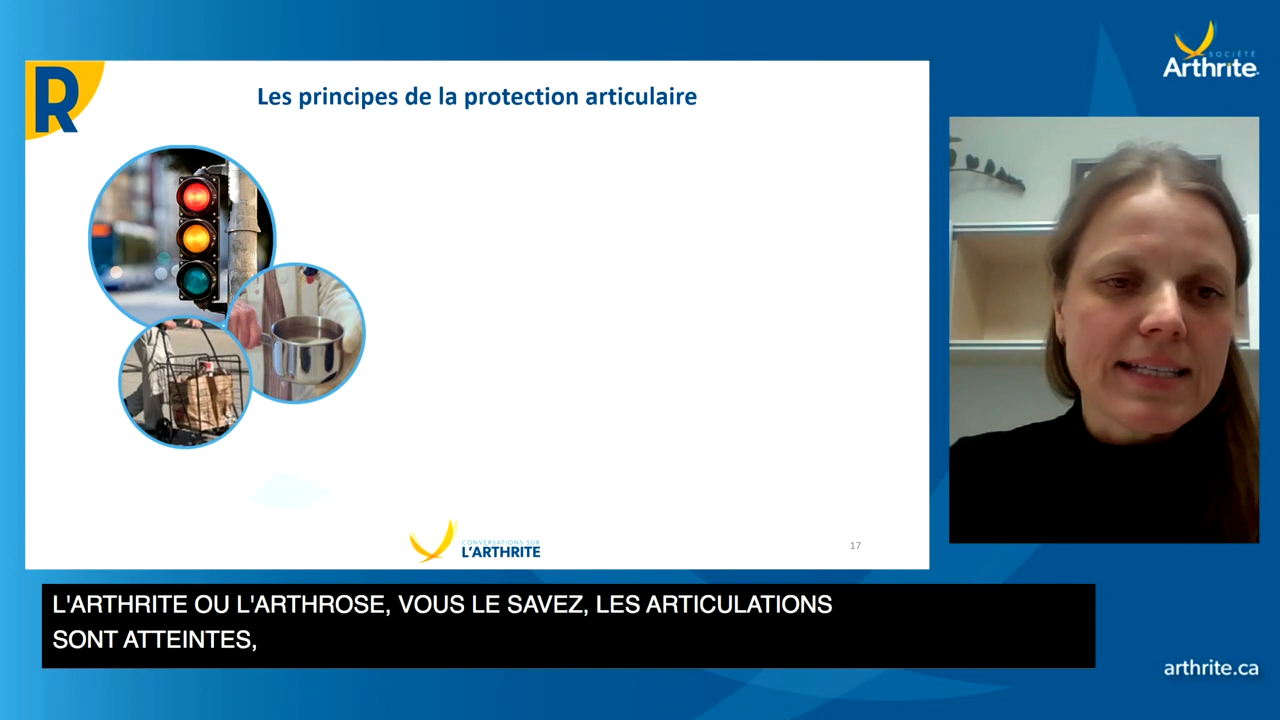 R
Les principes de la protection articulaire
CONVERSATIONS SUR
L'ARTHRITE
17
SOCIÉTÉ
Arthrite
L'ARTHRITE OU L'ARTHROSE, VOUS LE SAVEZ, LES ARTICULATIONS
SONT ATTEINTES,
arthrite.ca